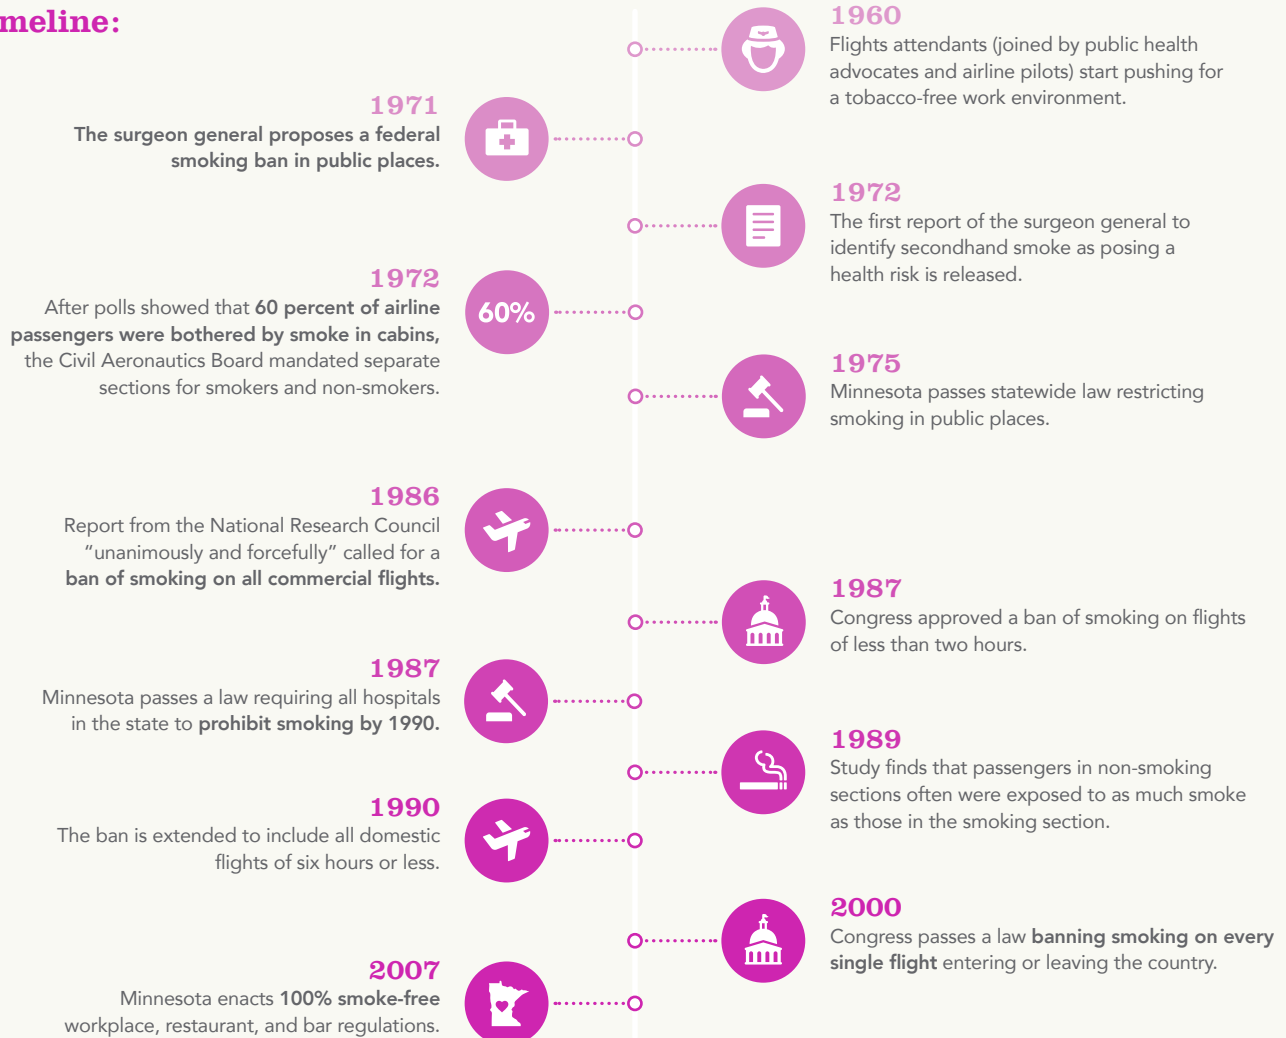 meline:
1960
Flights attendants (joined by public health
advocates and airline pilots) start pushing for
a tobacco-free work environment.
1971
The surgeon general proposes a federal
smoking ban in public places.
1972
The first report of the surgeon general to
identify secondhand smoke as posing a
health risk is released.
1972
After polls showed that 60 percent of airline
passengers were bothered by smoke in cabins,
the Civil Aeronautics Board mandated separate
sections for smokers and non-smokers.
60%
1975
Minnesota passes statewide law restricting
smoking in public places.
1986
Report from the National Research Council
“unanimously and forcefully” called for a
ban of smoking on all commercial flights.
1987
Congress approved a ban of smoking on flights
of less than two hours.
1987
Minnesota passes a law requiring all hospitals
in the state to prohibit smoking by 1990.
1989
Study finds that passengers in non-smoking
sections often were exposed to as much smoke
as those in the smoking section.
1990
The ban is extended to include all domestic
flights of six hours or less.
2000
Congress passes a law banning smoking on every
single flight entering or leaving the country.
2007
Minnesota enacts 100% smoke-free
workplace, restaurant, and bar regulations.